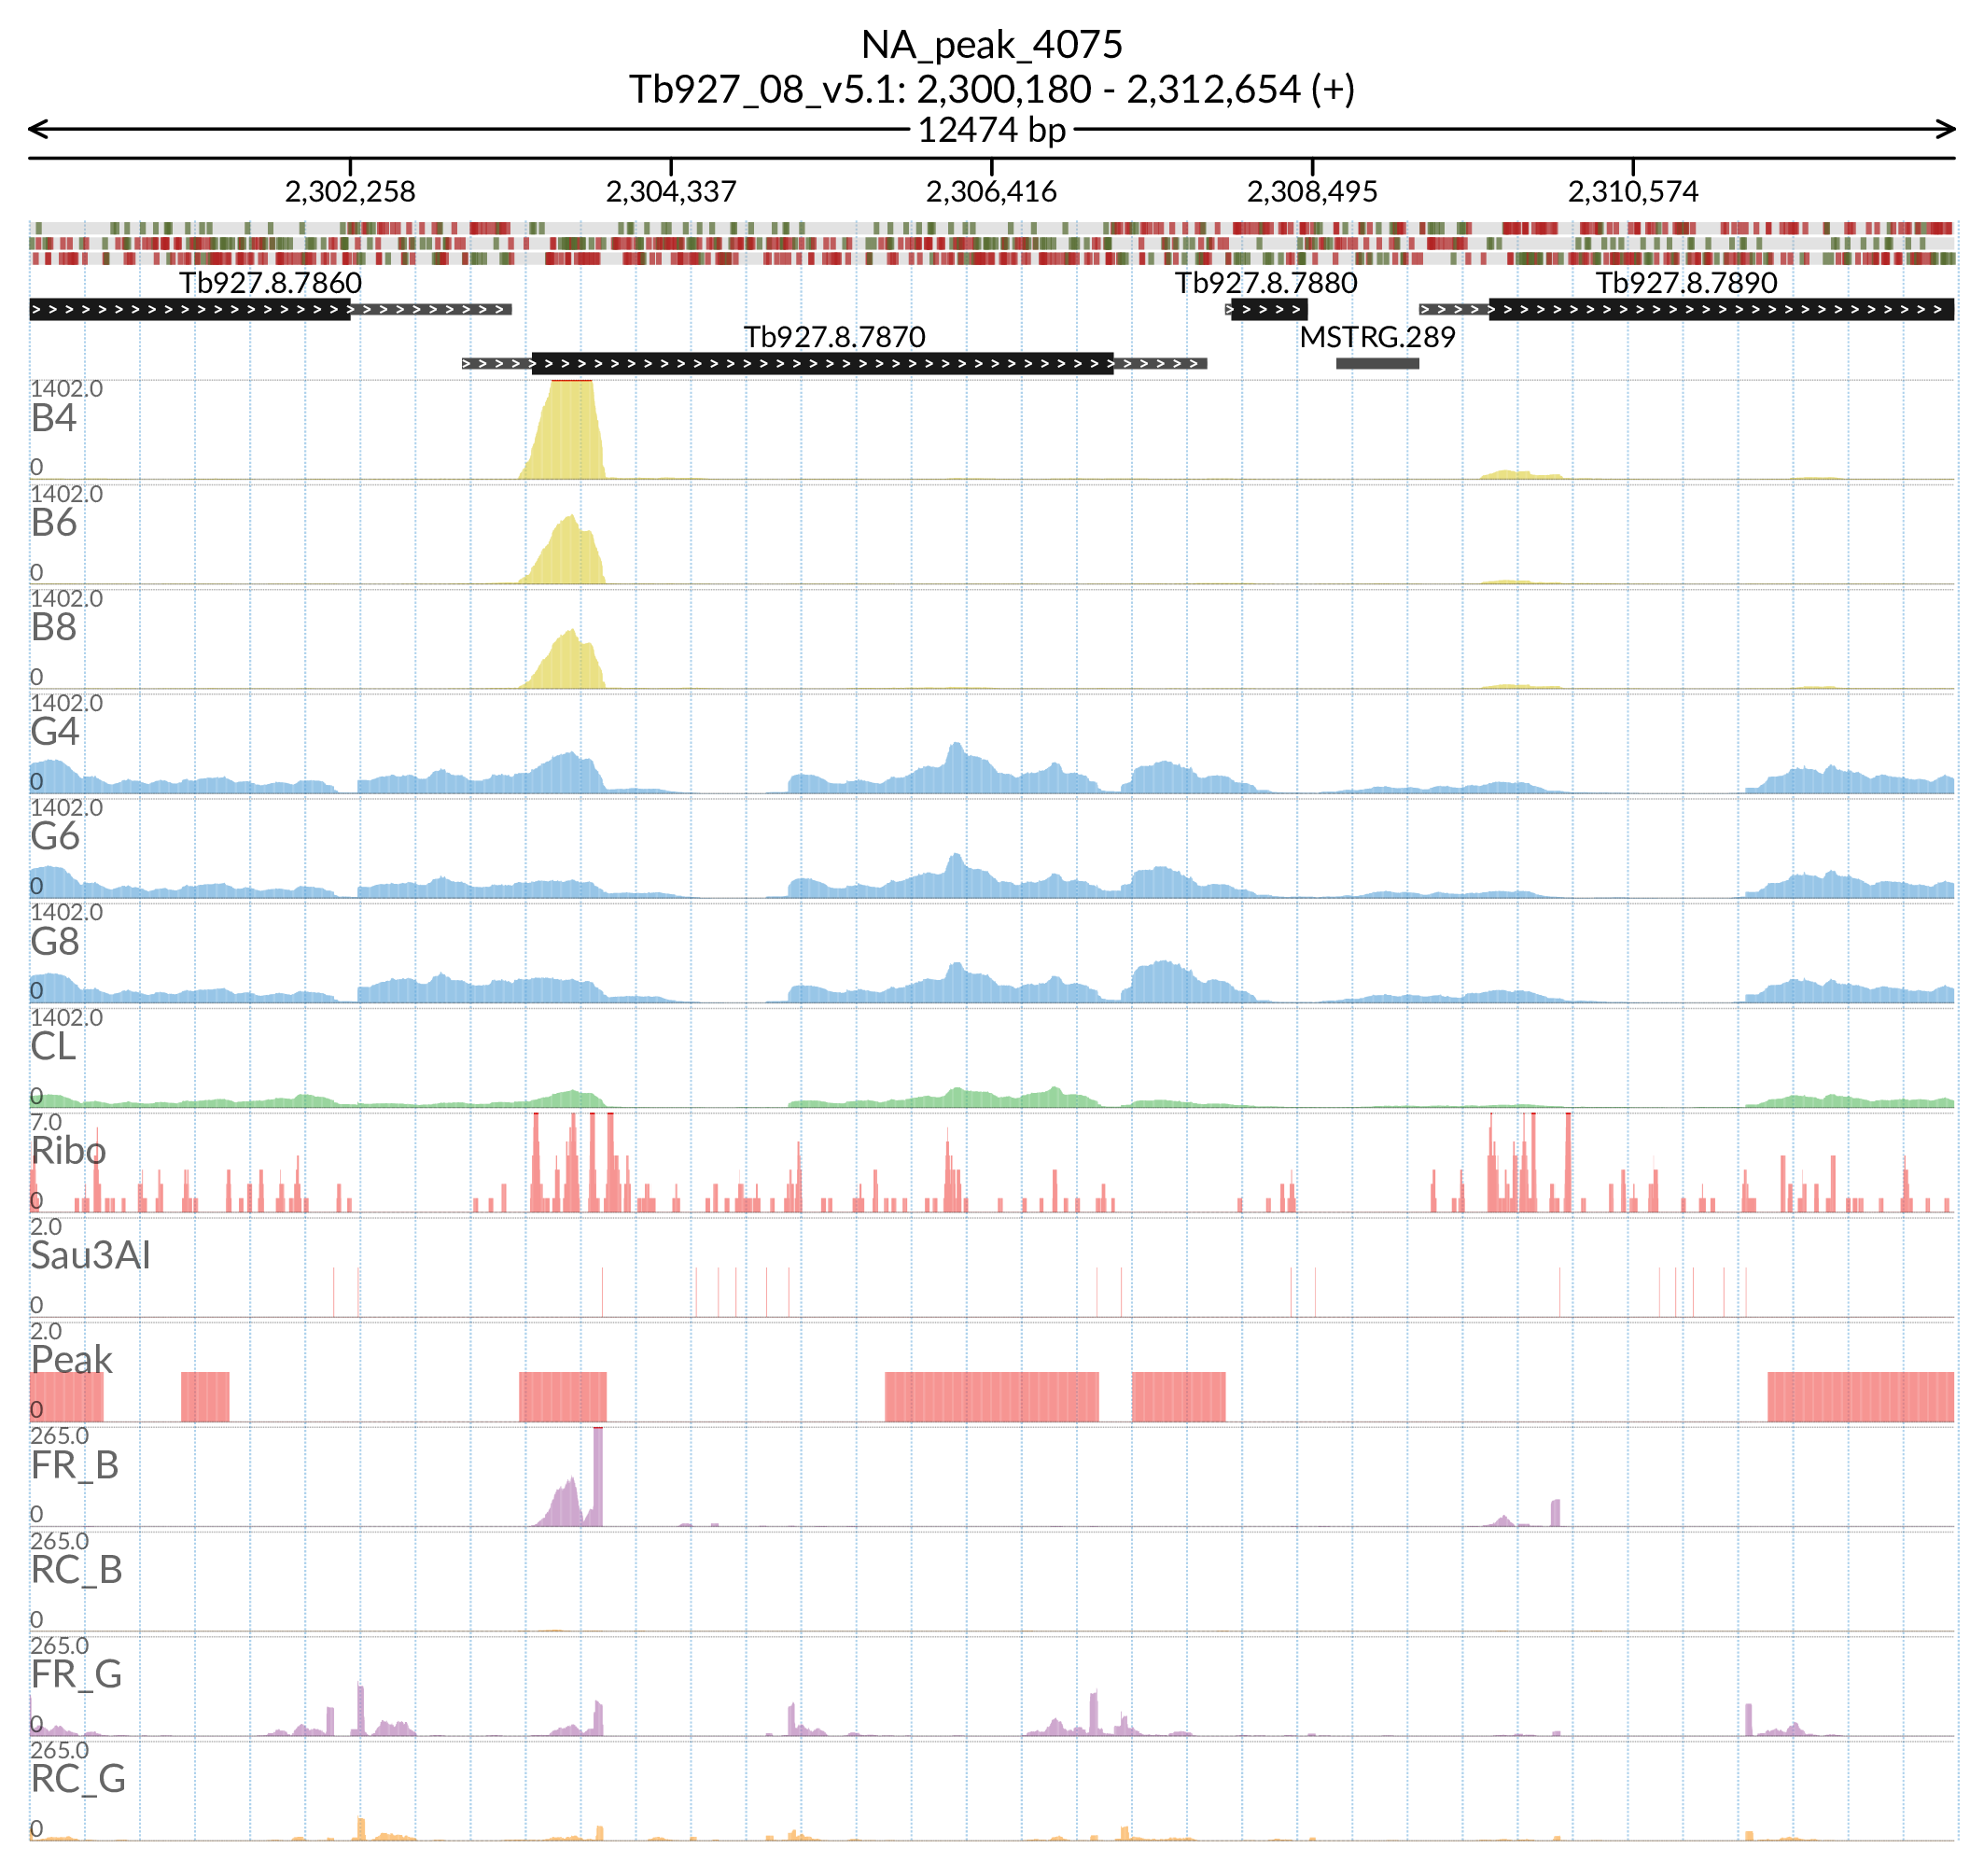 NA_peak_4075
Tb927_08_v5.1: 2,300,180 - 2,312,654 (+)
12474 bp
2,302,258 2,304,337 2,306,416 2,308,495 2,310,574
Tb927.8.7860 Tb927.8.7880 Tb927.8.7890
Tb927.8.7870 MSTRG.289
1402.0
B4
0
1402.0
B6
0
1402.0
B8
0
1402.0
G4
0
1402.0
G6
0
1402.0
G8
0
1402.0
CL
0
7.0
Ribo
0
2.0
Sau3AI
0
2.0
Peak
0
265.0
FR_B
0
265.0
RC_B
0
265.0
FR_G
0
265.0
RC_G
0